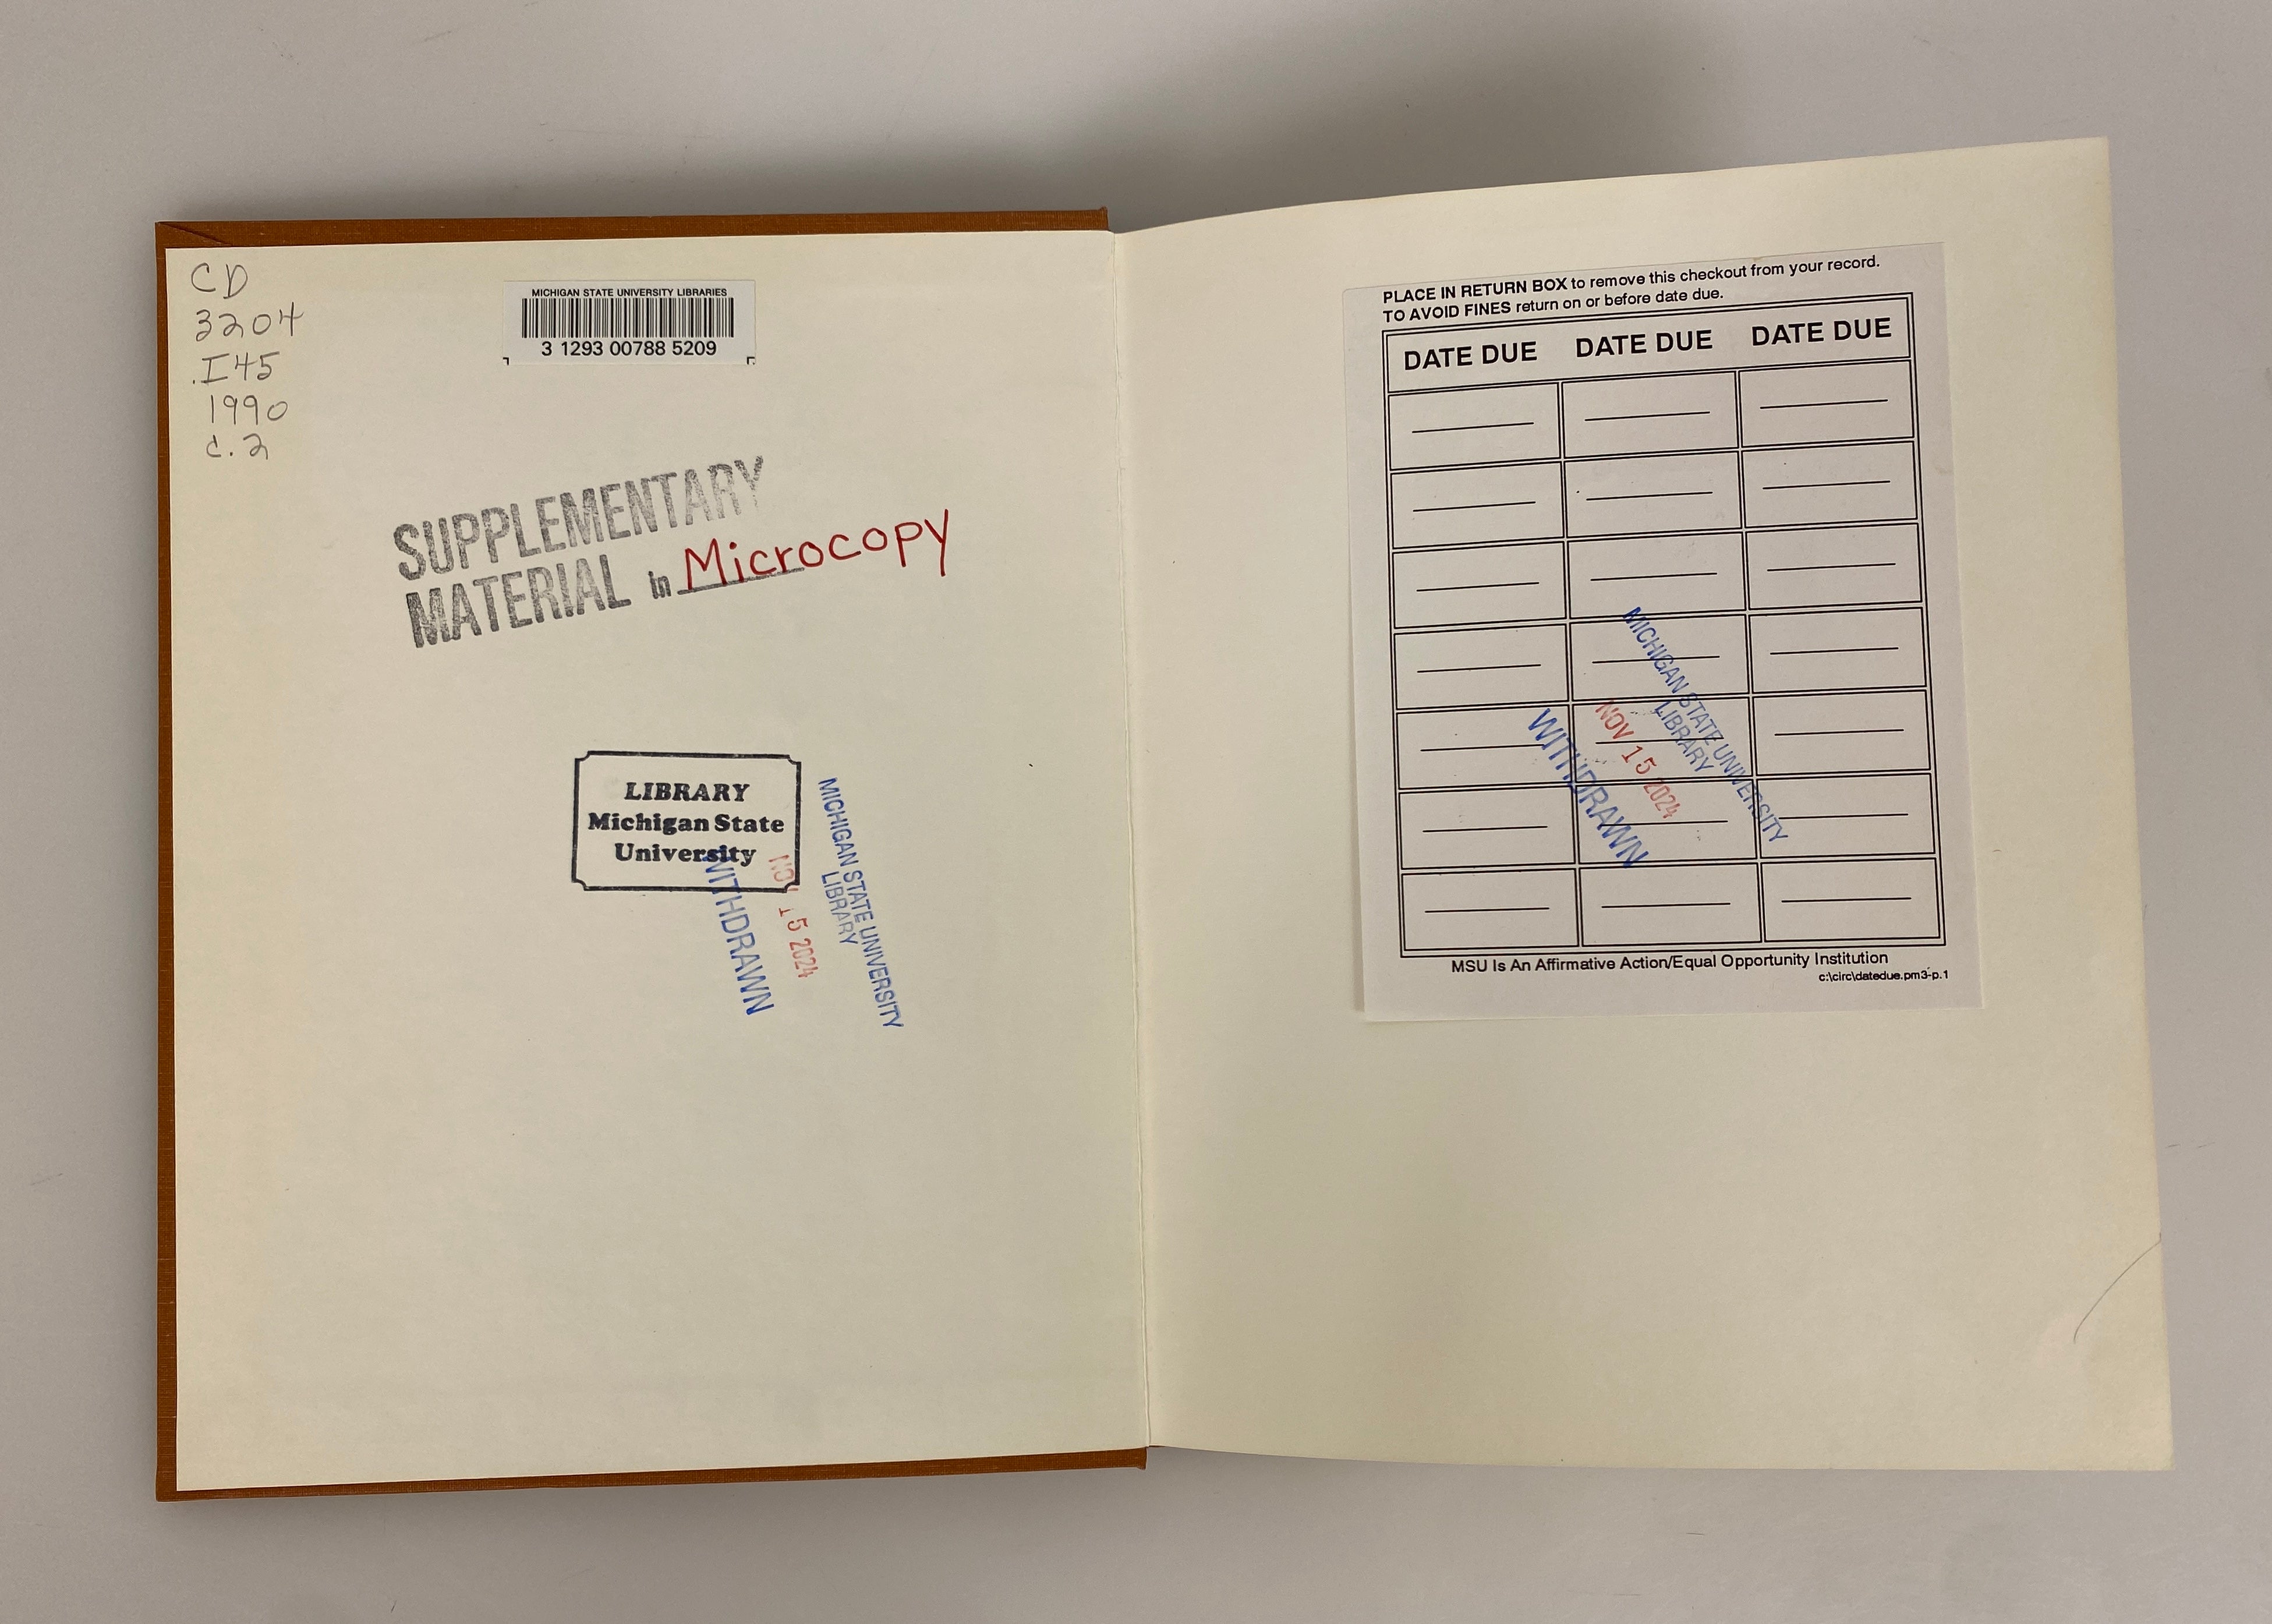 CD
3204
.I45
1990
c.2
MICHIGAN STATE UNIVERSITY LIBRARIES
3 1293 00788 5209
SUPPLEMENTARY
MATERIAL in Microcopy
LIBRARY
Michigan State
University
MICHIGAN STATE UNIVERSITY
LIBRARY
NOV 15 2024
WITHDRAWN
PLACE IN RETURN BOX to remove this checkout from your record.
TO AVOID FINES return on or before date due.
DATE DUE DATE DUE DATE DUE
MICHIGAN STATE UNIVERSITY
LIBRARY
NOV 15 2024
WITHDRAWN
MSU Is An Affirmative Action/Equal Opportunity Institution
c:\circ\datedue.pm3-p.1